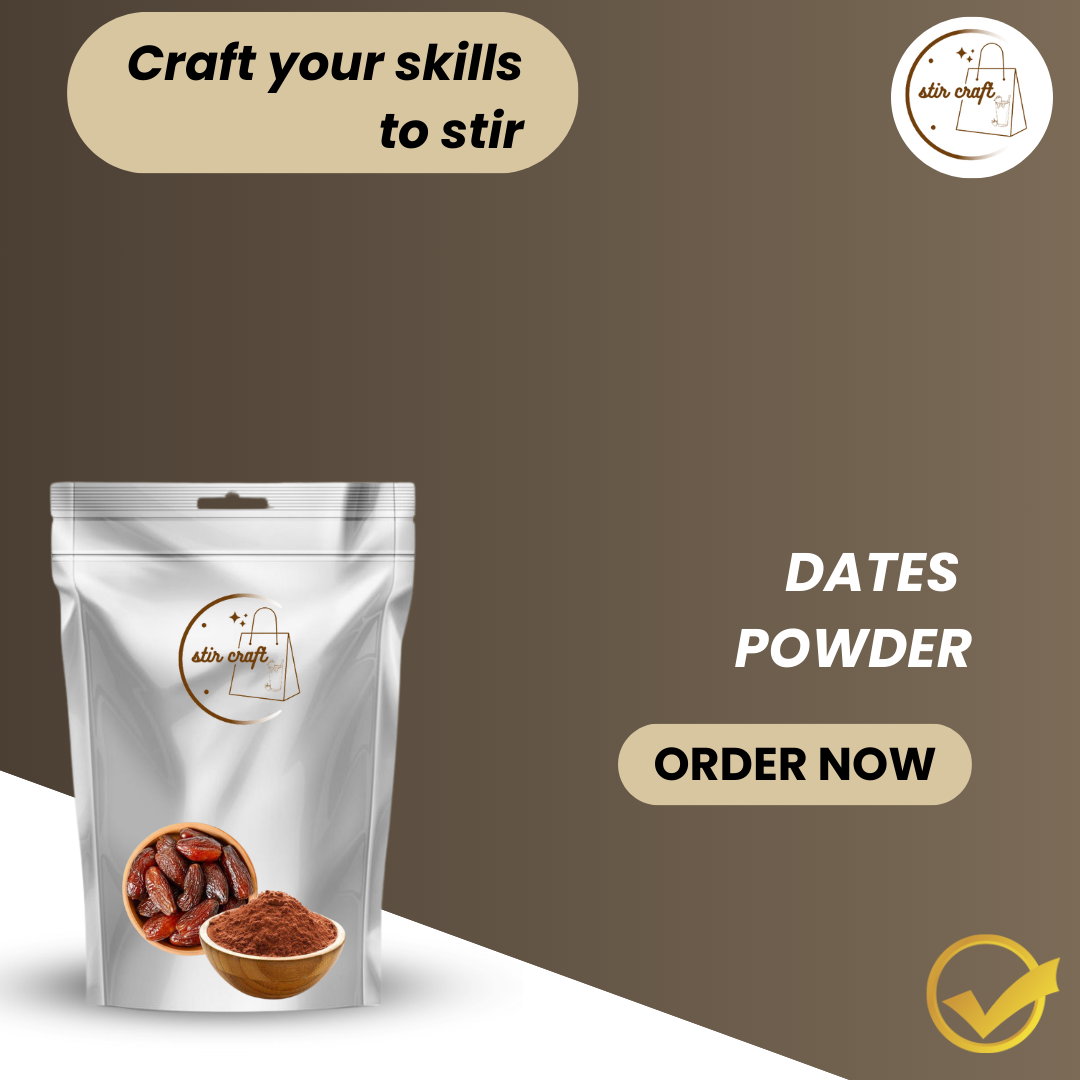 Craft your skills
to stir
stir craft
stir craft
DATES
POWDER
ORDER NOW